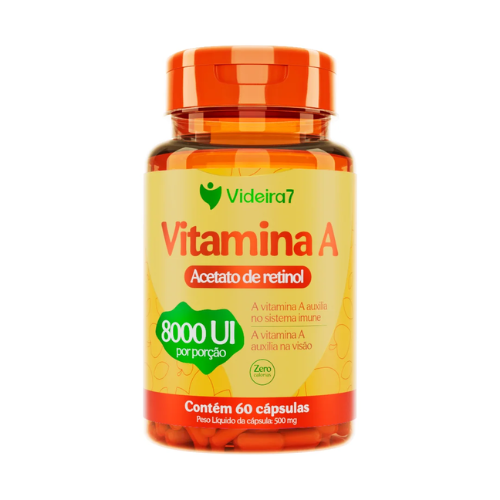 Videira7
Vitamina A
Acetato de retinol
8000 UI
por porção
A vitamina A auxilia
no sistema imune
A vitamina A
auxilia na visão
Zero
calorias
Contém 60 cápsulas
Peso Líquido da cápsula: 500 mg